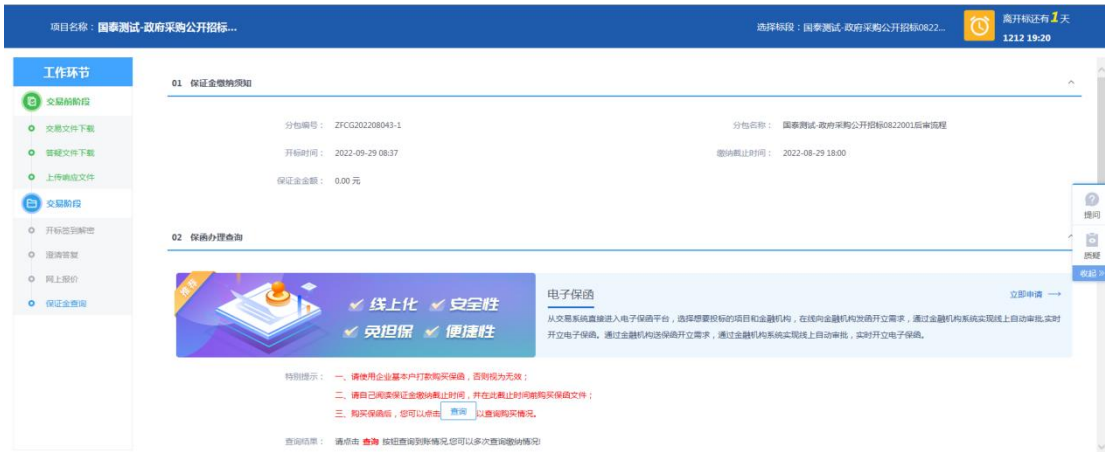 项目名称：国泰测试-政府采购公开招标...
选择标段：国泰测试-政府采购公开招标0822...
离开标还有1天
1212 19:20
工作环节
交易前阶段
交易文件下载
答疑文件下载
上传响应文件
交易阶段
开标签到解密
澄清答复
网上报价
保证金查询
01 保证金缴纳须知
分包编号： ZFCG202208043-1
分包名称： 国泰测试-政府采购公开招标0822001后审流程
开标时间： 2022-09-29 08:37
缴纳截止时间： 2022-08-29 18:00
保证金金额： 0.00 元
02 保函办理查询
推荐
线上化 安全性
免担保 便捷性
电子保函
立即申请
从交易系统直接进入电子保函平台，选择想要投标的项目和金融机构，在线向金融机构发函开立需求，通过金融机构系统实现线上自动审批,实时
开立电子保函。通过金融机构送保函开立需求，通过金融机构系统实现线上自动审批，实时开立电子保函。
特别提示： 一、请使用企业基本户打款购买保函，否则视为无效；
二、请自己阅读保证金缴纳截止时间，并在此截止时间前购买保函文件；
三、购买保函后，您可以点击 查询 以查询购买情况。
查询结果： 请点击 查询 按钮查询到账情况,您可以多次查询缴纳情况!
提问
质疑
收起